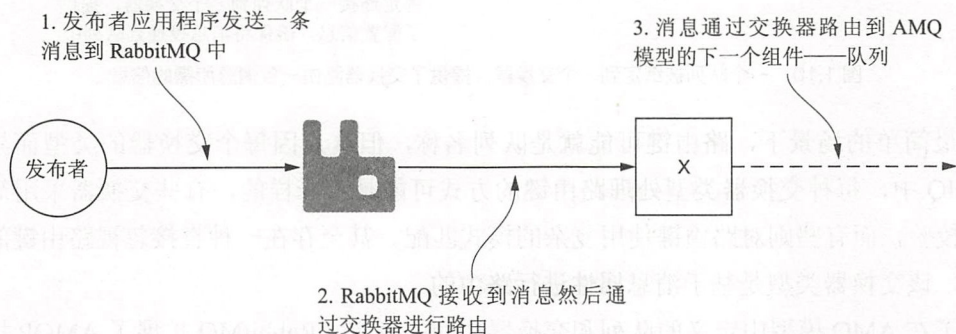 1. 发布者应用程序发送一条
消息到 RabbitMQ 中
3. 消息通过交换器路由到 AMQ
模型的下一个组件——队列
发布者
X
2. RabbitMQ 接收到消息然后通
过交换器进行路由